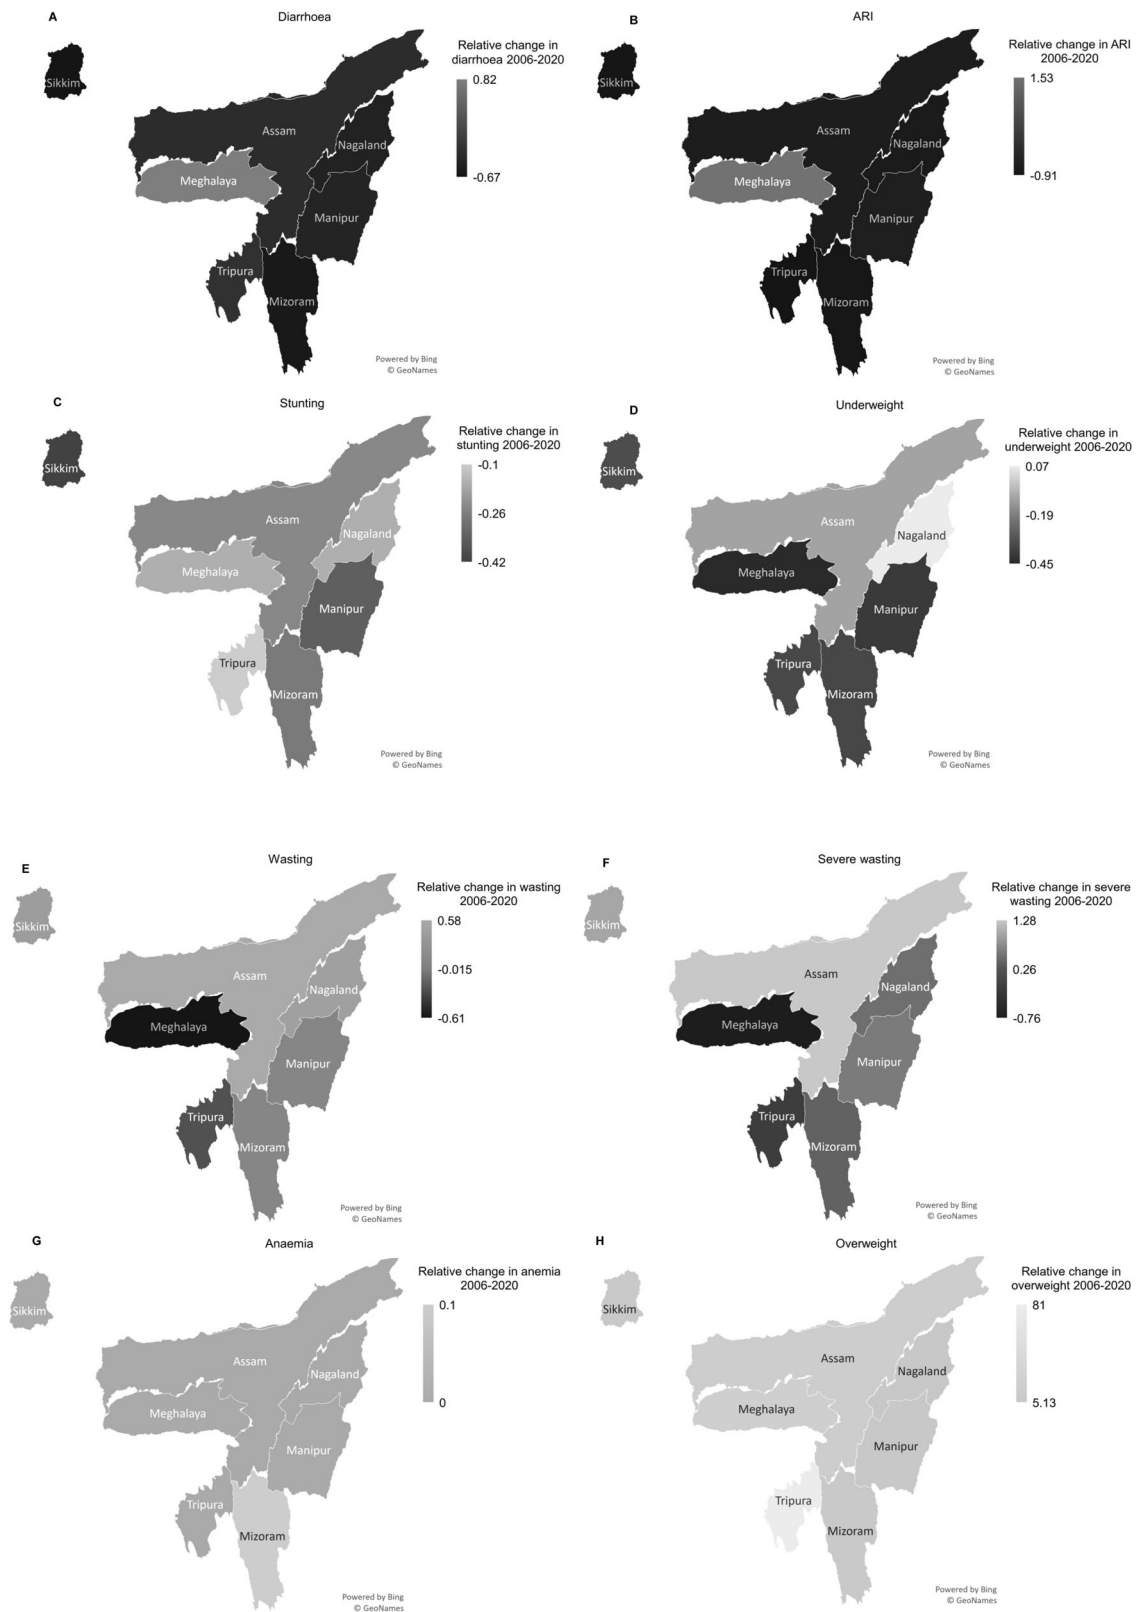 A
Diarrhoea
Relative change in
diarrhoea 2006-2020
0.82
-0.67
Sikkim
Assam
Nagaland
Meghalaya
Manipur
Tripura
Mizoram
Powered by Bing
© GeoNames
B
ARI
Relative change in ARI
2006-2020
1.53
-0.91
Sikkim
Assam
Nagaland
Meghalaya
Manipur
Tripura
Mizoram
Powered by Bing
© GeoNames
C
Stunting
Relative change in
stunting 2006-2020
-0.1
-0.26
-0.42
Sikkim
Assam
Nagaland
Meghalaya
Manipur
Tripura
Mizoram
Powered by Bing
© GeoNames
D
Underweight
Relative change in
underweight 2006-2020
0.07
-0.19
-0.45
Sikkim
Assam
Nagaland
Meghalaya
Manipur
Tripura
Mizoram
Powered by Bing
© GeoNames
E
Wasting
Relative change in wasting
2006-2020
0.58
-0.015
-0.61
Sikkim
Assam
Nagaland
Meghalaya
Manipur
Tripura
Mizoram
Powered by Bing
© GeoNames
F
Severe wasting
Relative change in severe
wasting 2006-2020
1.28
0.26
-0.76
Sikkim
Assam
Nagaland
Meghalaya
Manipur
Tripura
Mizoram
Powered by Bing
© GeoNames
G
Anaemia
Relative change in anemia
2006-2020
0.1
0
Sikkim
Assam
Nagaland
Meghalaya
Manipur
Tripura
Mizoram
Powered by Bing
© GeoNames
H
Overweight
Relative change in
overweight 2006-2020
81
5.13
Sikkim
Assam
Nagaland
Meghalaya
Manipur
Tripura
Mizoram
Powered by Bing
© GeoNames